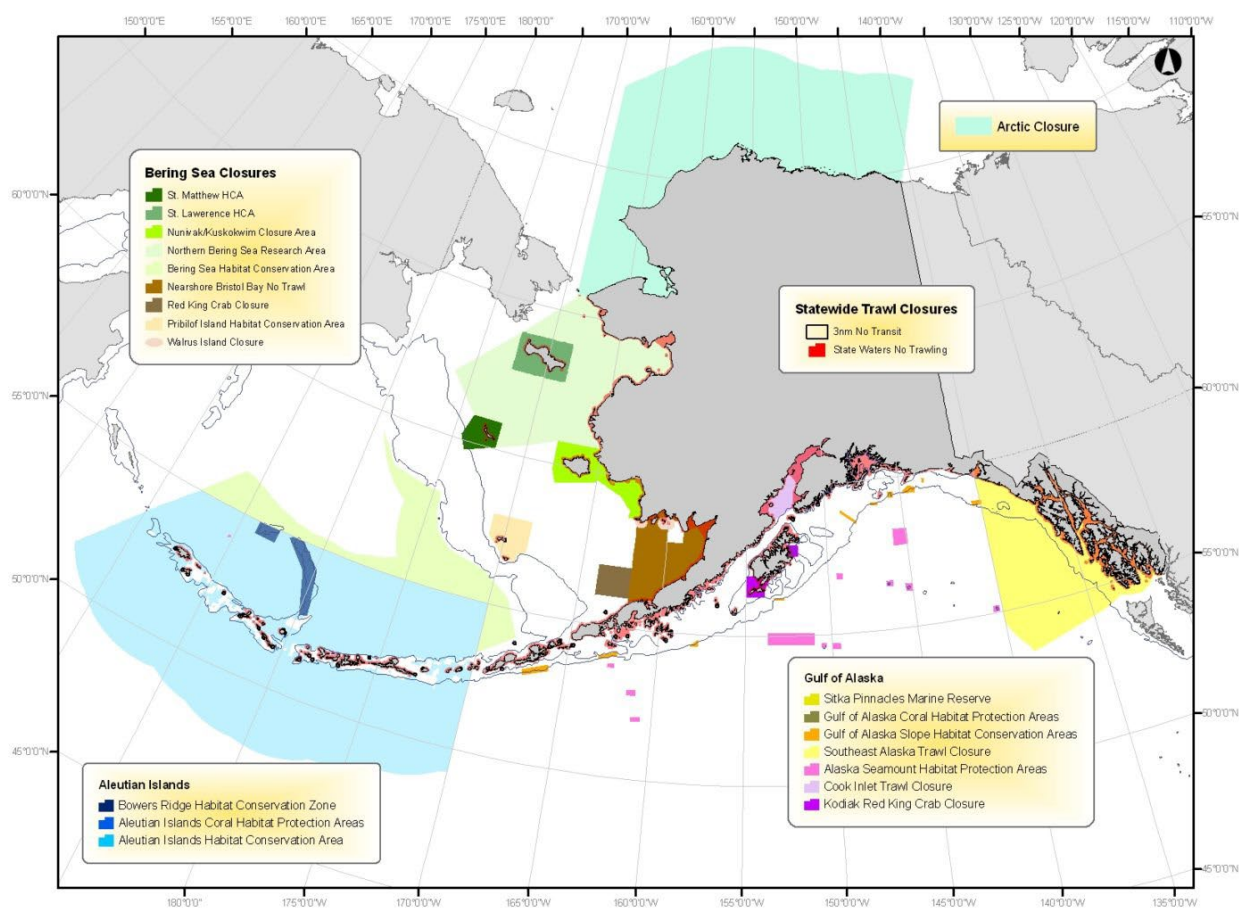 150°0'0"E 155°0'0"E 160°0'0"E 165°0'0"E 170°0'0"E 175°0'0"E 180°0'0" 170°0'0"W 160°0'0"W 150°0'0"W 140°0'0"W 130°0'0"W 120°0'0"W 115°0'0"W 110°0'0"W
Arctic Closure
Bering Sea Closures
St. Matthew HCA
St. Lawerence HCA
Nunivak/Kuskokwim Closure Area
Northern Bering Sea Research Area
Bering Sea Habitat Conservation Area
Nearshore Bristol Bay No Trawl
Red King Crab Closure
Pribilof Island Habitat Conservation Area
Walrus Island Closure
Statewide Trawl Closures
3nm No Transit
State Waters No Trawling
60°0'0"N
55°0'0"N
50°0'0"N
45°0'0"N
65°0'0"N
60°0'0"N
55°0'0"N
50°0'0"N
45°0'0"N
Gulf of Alaska
Sitka Pinnacles Marine Reserve
Gulf of Alaska Coral Habitat Protection Areas
Gulf of Alaska Slope Habitat Conservation Areas
Southeast Alaska Trawl Closure
Alaska Seamount Habitat Protection Areas
Cook Inlet Trawl Closure
Kodiak Red King Crab Closure
Aleutian Islands
Bowers Ridge Habitat Conservation Zone
Aleutian Islands Coral Habitat Protection Areas
Aleutian Islands Habitat Conservation Area
180°0'0" 175°0'0"W 170°0'0"W 165°0'0"W 160°0'0"W 155°0'0"W 150°0'0"W 145°0'0"W 140°0'0"W 135°0'0"W